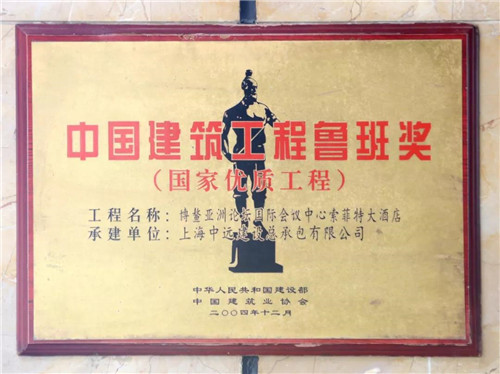 中国建筑工程鲁班奖
（国家优质工程）
工程名称：博鳌亚洲论坛国际会议中心索菲特大酒店
承建单位：上海中远建设总承包有限公司
中华人民共和国建设部
中国建筑业协会
二〇〇四年十二月